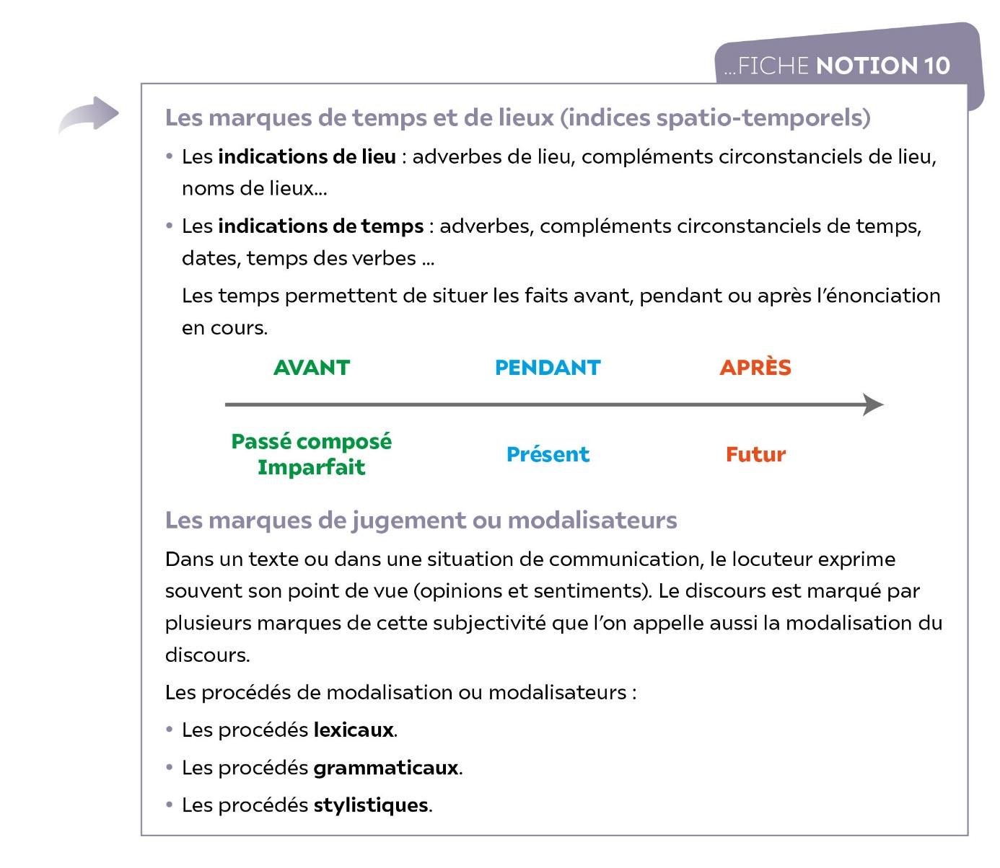 ...FICHE NOTION 10
Les marques de temps et de lieux (indices spatio-temporels)
• Les indications de lieu : adverbes de lieu, compléments circonstanciels de lieu,
noms de lieux...
• Les indications de temps : adverbes, compléments circonstanciels de temps,
dates, temps des verbes ...
Les temps permettent de situer les faits avant, pendant ou après l’énonciation
en cours.
AVANT PENDANT APRÈS
Passé composé
Imparfait
Présent
Futur
Les marques de jugement ou modalisateurs
Dans un texte ou dans une situation de communication, le locuteur exprime
souvent son point de vue (opinions et sentiments). Le discours est marqué par
plusieurs marques de cette subjectivité que l’on appelle aussi la modalisation du
discours.
Les procédés de modalisation ou modalisateurs :
• Les procédés lexicaux.
• Les procédés grammaticaux.
• Les procédés stylistiques.